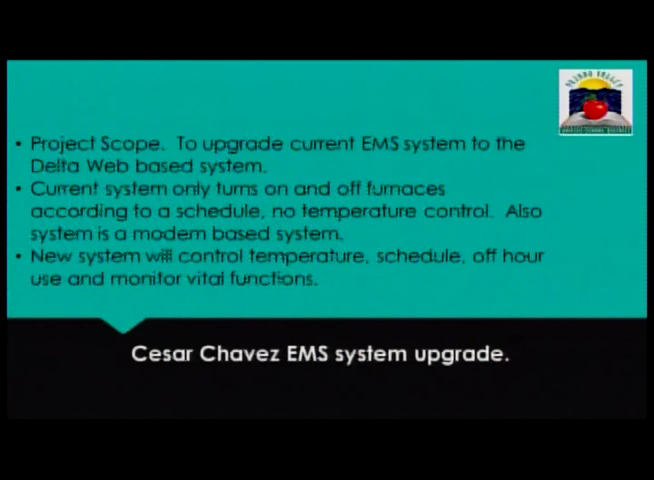 • Project Scope. To upgrade current EMS system to the
Delta Web based system.
• Current system only turns on and off furnaces
according to a schedule, no temperature control. Also
system is a modem based system.
• New system will control temperature, schedule, off hour
use and monitor vital functions.
Cesar Chavez EMS system upgrade.